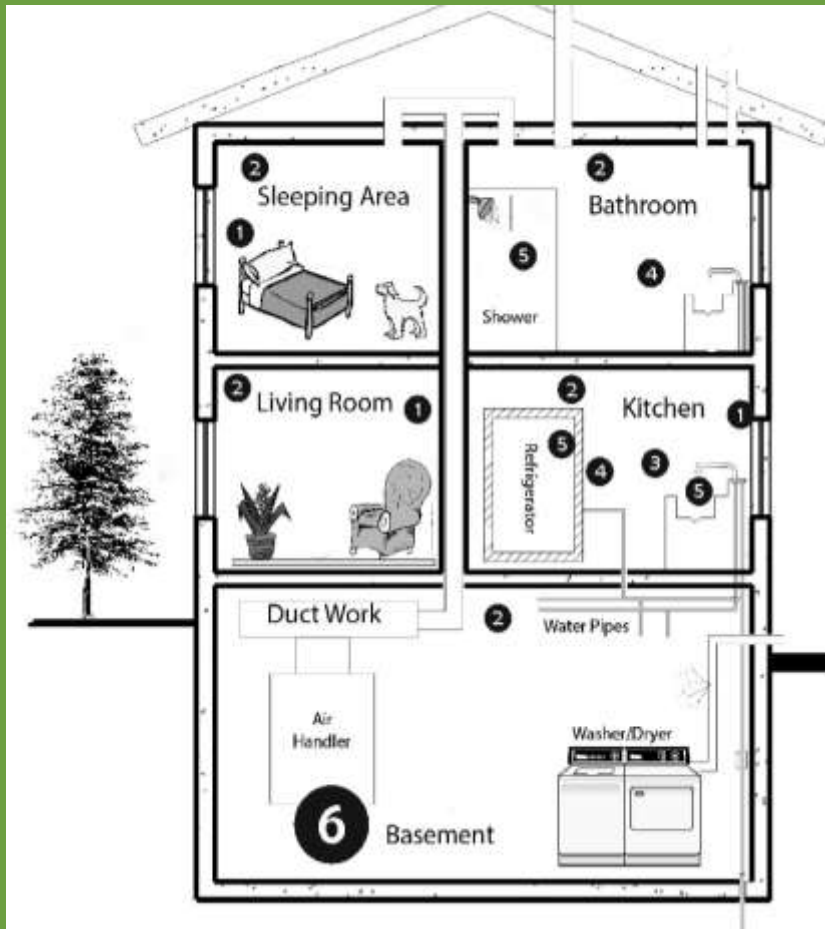 2
2
Sleeping Area
Bathroom
1
5
4
Shower
2
2
Living Room
1
Kitchen
1
5
Refrigerator
4
3
5
Duct Work
2
Water Pipes
Air
Handler
Washer/Dryer
6
Basement